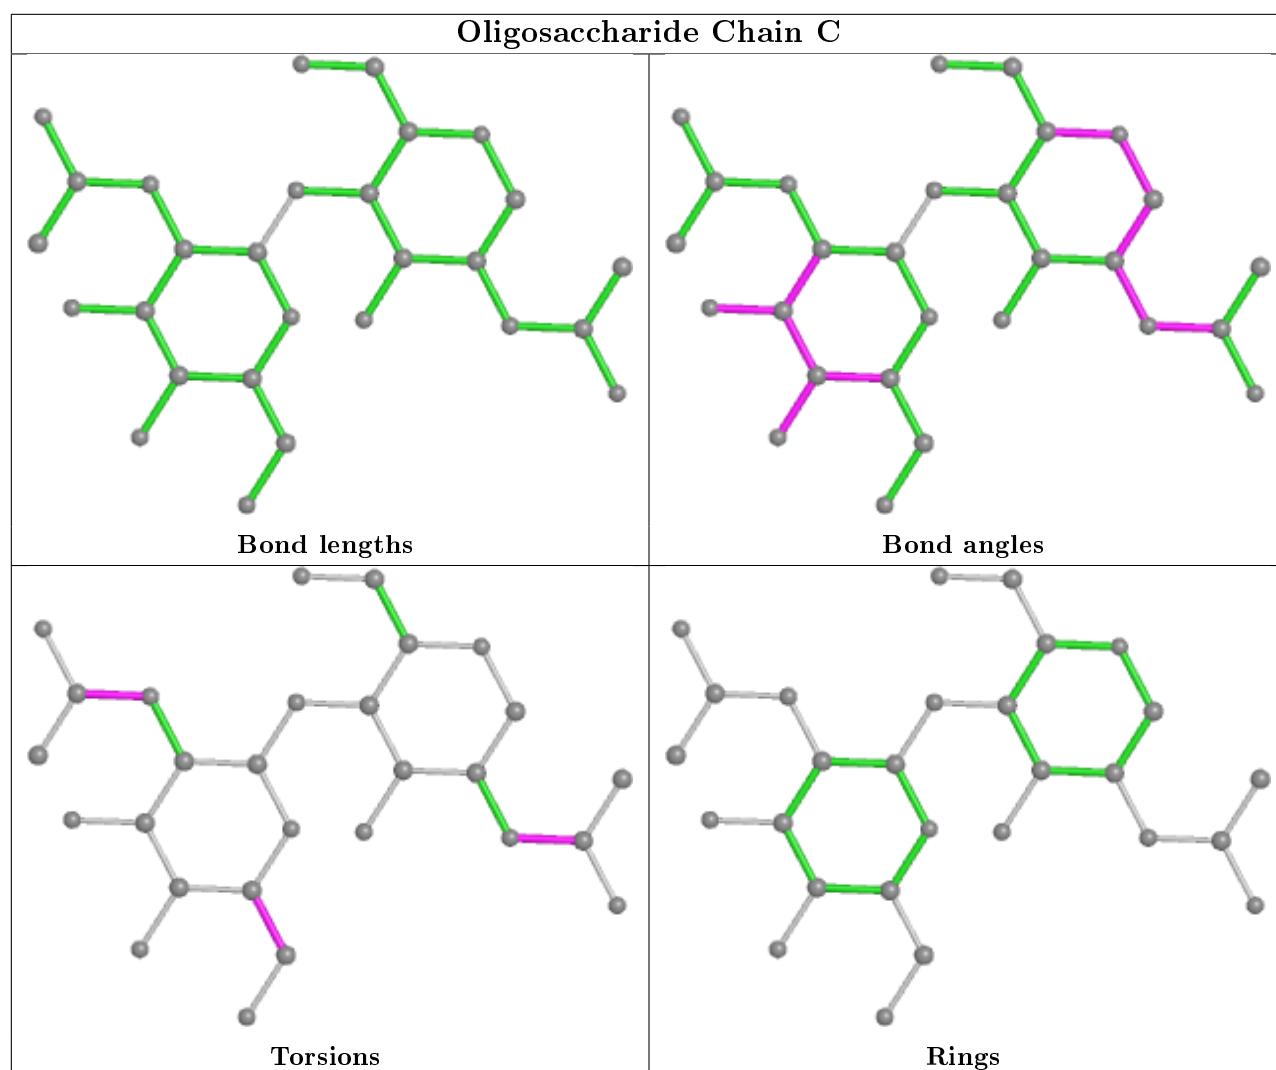 Oligosaccharide Chain C
Bond lengths
Bond angles
Torsions
Rings